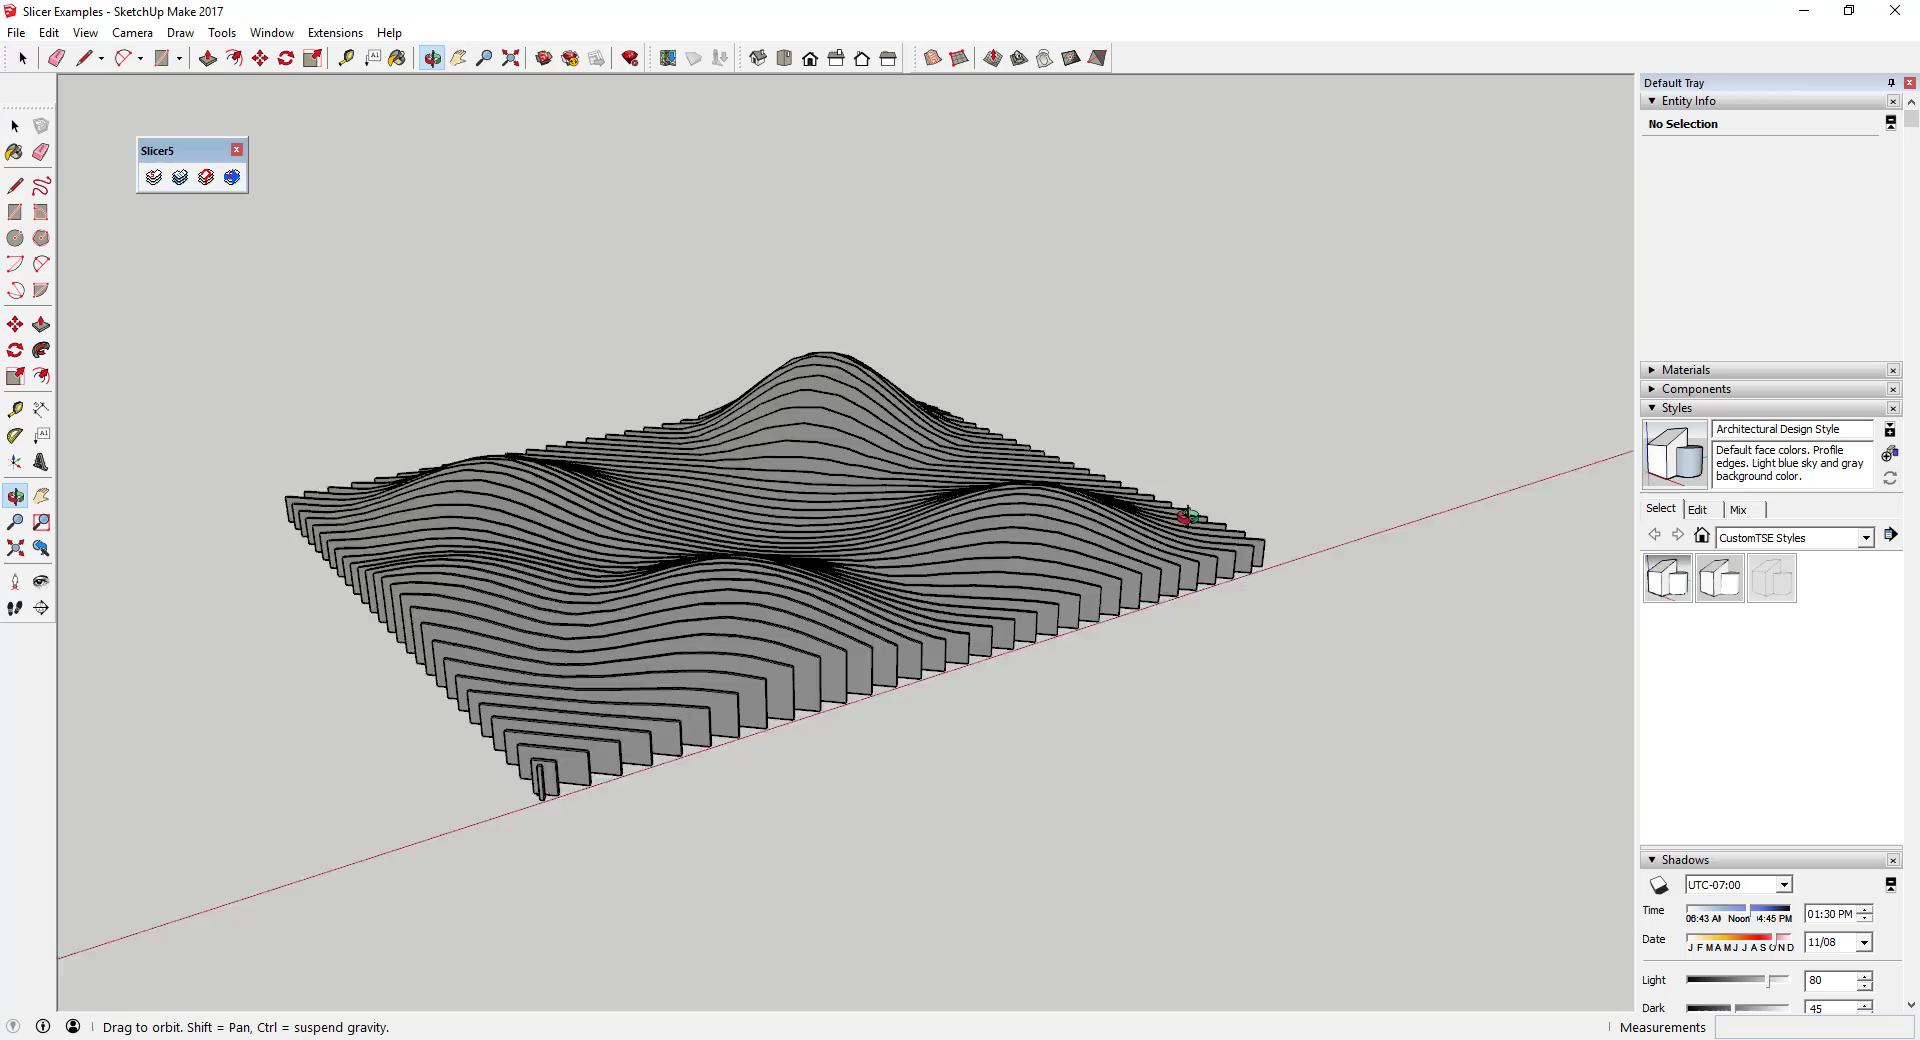 Slicer Examples - SketchUp Make 2017
File Edit View Camera Draw Tools Window Extensions Help
Default Tray
Entity Info
No Selection
Slicer5
Materials
Components
Styles
Architectural Design Style
Default face colors. Profile
edges. Light blue sky and gray
background color.
Select Edit Mix
CustomTSE Styles
Shadows
UTC-07:00
Time 06:43 AM Noon 04:45 PM 01:30 PM
Date J F M A M J J A S O N D 11/08
Light 80
Dark 45
Drag to orbit. Shift = Pan, Ctrl = suspend gravity.
Measurements